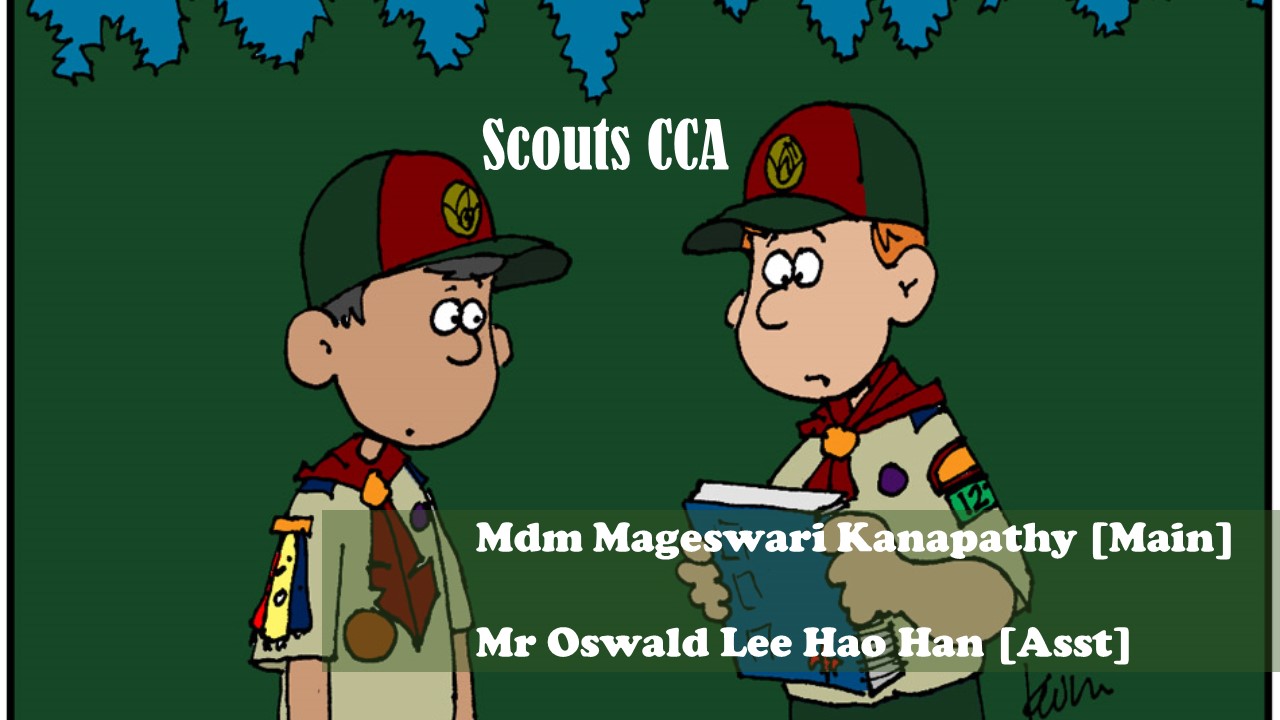 Scouts CCA
Mdm Mageswari Kanapathy [Main]
Mr Oswald Lee Hao Han [Asst]